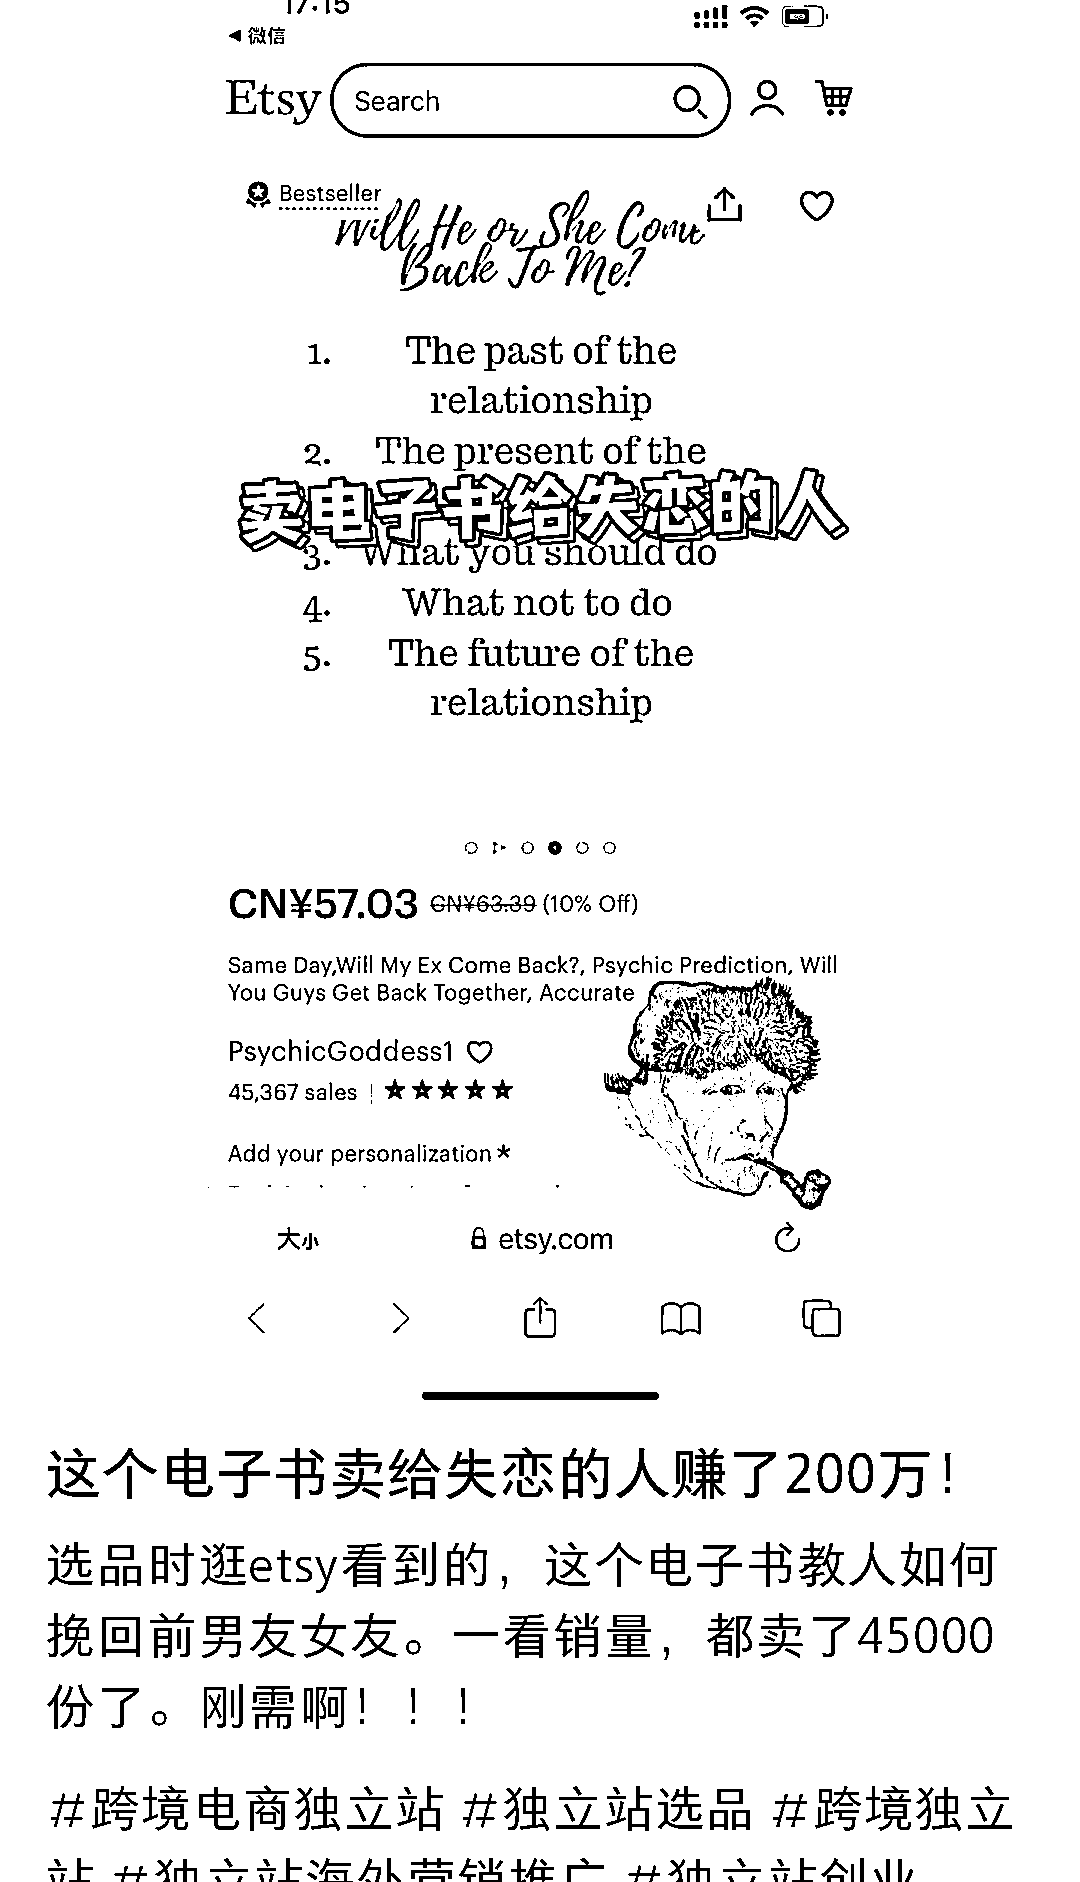 17:15
◀ 微信
Etsy Search
Bestseller
Will He or She Come
Back To Me?
1. The past of the
relationship
2. The present of the
卖电子书给失恋的人
3. What you should do
4. What not to do
5. The future of the
relationship
CN¥57.03 CN¥63.39 (10% Off)
Same Day,Will My Ex Come Back?, Psychic Prediction, Will
You Guys Get Back Together, Accurate
PsychicGoddess1
45,367 sales | ★★★★★
Add your personalization *
大小 etsy.com
这个电子书卖给失恋的人赚了200万！
选品时逛etsy看到的，这个电子书教人如何
挽回前男友女友。一看销量，都卖了45000
份了。刚需啊！！！
#跨境电商独立站 #独立站选品 #跨境独立
站 #独立站海外营销推广 #独立站创业